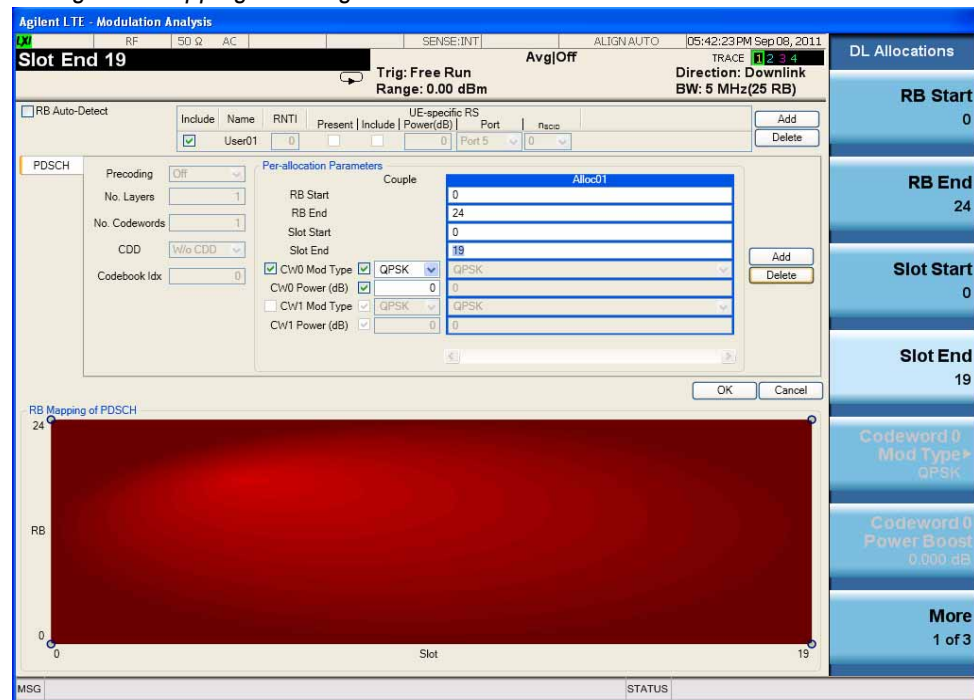 Agilent LTE - Modulation Analysis
LXI RF 50 Ω AC SENSE:INT ALIGN AUTO 05:42:23 PM Sep 08, 2011
Slot End 19
Avg|Off
TRACE 1 2 3 4
Trig: Free Run
Direction: Downlink
Range: 0.00 dBm
BW: 5 MHz(25 RB)
RB Auto-Detect
UE-specific RS
Include Name RNTI Present | Include | Power(dB) | Port | nSCID
User01 0 0 Port 5 0
Add
Delete
PDSCH
Precoding Off
No. Layers 1
No. Codewords 1
CDD W/o CDD
Codebook Idx 0
Per-allocation Parameters
Couple Alloc01
RB Start 0
RB End 24
Slot Start 0
Slot End 19
CW0 Mod Type QPSK QPSK
CW0 Power (dB) 0 0
CW1 Mod Type QPSK QPSK
CW1 Power (dB) 0 0
Add
Delete
OK Cancel
RB Mapping of PDSCH
24
RB
0
0 Slot 19
MSG STATUS
DL Allocations
RB Start
0
RB End
24
Slot Start
0
Slot End
19
Codeword 0
Mod Type
QPSK
Codeword 0
Power Boost
0.000 dB
More
1 of 3